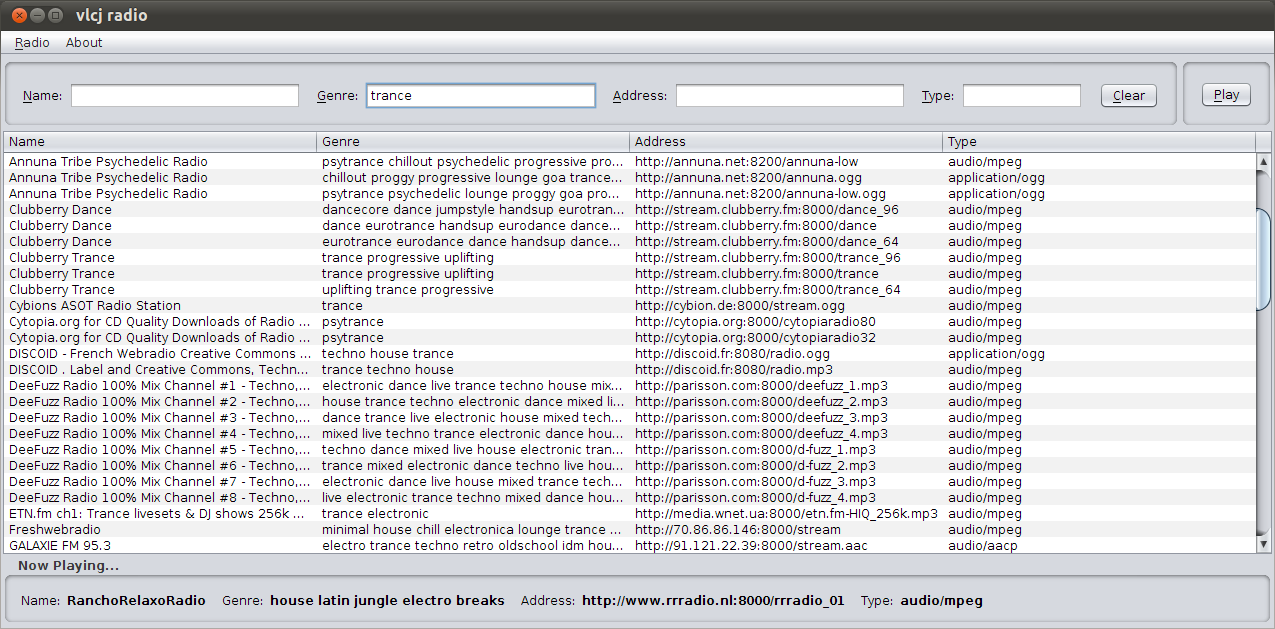 vlcj radio
Radio About
Name: Genre: trance Address: Type: Clear Play
Name Genre Address Type
Annuna Tribe Psychedelic Radio psytrance chillout psychedelic progressive pro... http://annuna.net:8200/annuna-low audio/mpeg
Annuna Tribe Psychedelic Radio chillout proggy progressive lounge goa trance... http://annuna.net:8200/annuna.ogg application/ogg
Annuna Tribe Psychedelic Radio psytrance psychedelic lounge proggy goa pro... http://annuna.net:8200/annuna-low.ogg application/ogg
Clubberry Dance dancecore dance jumpstyle handsup eurotran... http://stream.clubberry.fm:8000/dance_96 audio/mpeg
Clubberry Dance dance eurotrance handsup eurodance dance... http://stream.clubberry.fm:8000/dance audio/mpeg
Clubberry Dance eurotrance eurodance dance handsup dance... http://stream.clubberry.fm:8000/dance_64 audio/mpeg
Clubberry Trance trance progressive uplifting http://stream.clubberry.fm:8000/trance_96 audio/mpeg
Clubberry Trance trance progressive uplifting http://stream.clubberry.fm:8000/trance audio/mpeg
Clubberry Trance uplifting trance progressive http://stream.clubberry.fm:8000/trance_64 audio/mpeg
Cybions ASOT Radio Station trance http://cybion.de:8000/stream.ogg audio/mpeg
Cytopia.org for CD Quality Downloads of Radio ... psytrance http://cytopia.org:8000/cytopiaradio80 audio/mpeg
Cytopia.org for CD Quality Downloads of Radio ... psytrance http://cytopia.org:8000/cytopiaradio32 audio/mpeg
DISCOID - French Webradio Creative Commons ... techno house trance http://discoid.fr:8080/radio.ogg application/ogg
DISCOID . Label and Creative Commons, Techn... trance techno house http://discoid.fr:8080/radio.mp3 audio/mpeg
DeeFuzz Radio 100% Mix Channel #1 - Techno,... electronic dance live trance techno house mix... http://parisson.com:8000/deefuzz_1.mp3 audio/mpeg
DeeFuzz Radio 100% Mix Channel #2 - Techno,... house trance techno electronic dance mixed li... http://parisson.com:8000/deefuzz_2.mp3 audio/mpeg
DeeFuzz Radio 100% Mix Channel #3 - Techno,... dance trance live electronic house mixed tech... http://parisson.com:8000/deefuzz_3.mp3 audio/mpeg
DeeFuzz Radio 100% Mix Channel #4 - Techno,... mixed live techno trance electronic dance hou... http://parisson.com:8000/deefuzz_4.mp3 audio/mpeg
DeeFuzz Radio 100% Mix Channel #5 - Techno,... techno dance mixed live house electronic tran... http://parisson.com:8000/d-fuzz_1.mp3 audio/mpeg
DeeFuzz Radio 100% Mix Channel #6 - Techno,... trance mixed electronic dance techno live hou... http://parisson.com:8000/d-fuzz_2.mp3 audio/mpeg
DeeFuzz Radio 100% Mix Channel #7 - Techno,... electronic dance live house mixed trance tech... http://parisson.com:8000/d-fuzz_3.mp3 audio/mpeg
DeeFuzz Radio 100% Mix Channel #8 - Techno,... live electronic trance techno mixed dance hou... http://parisson.com:8000/d-fuzz_4.mp3 audio/mpeg
ETN.fm ch1: Trance livesets & DJ shows 256k ... trance electronic http://media.wnet.ua:8000/etn.fm-HIQ_256k.mp3 audio/mpeg
Freshwebradio minimal house chill electronica lounge trance ... http://70.86.86.146:8000/stream audio/mpeg
GALAXIE FM 95.3 electro trance techno retro oldschool idm hou... http://91.121.22.39:8000/stream.aac audio/aacp
Now Playing...
Name: RanchoRelaxoRadio Genre: house latin jungle electro breaks Address: http://www.rrradio.nl:8000/rrradio_01 Type: audio/mpeg